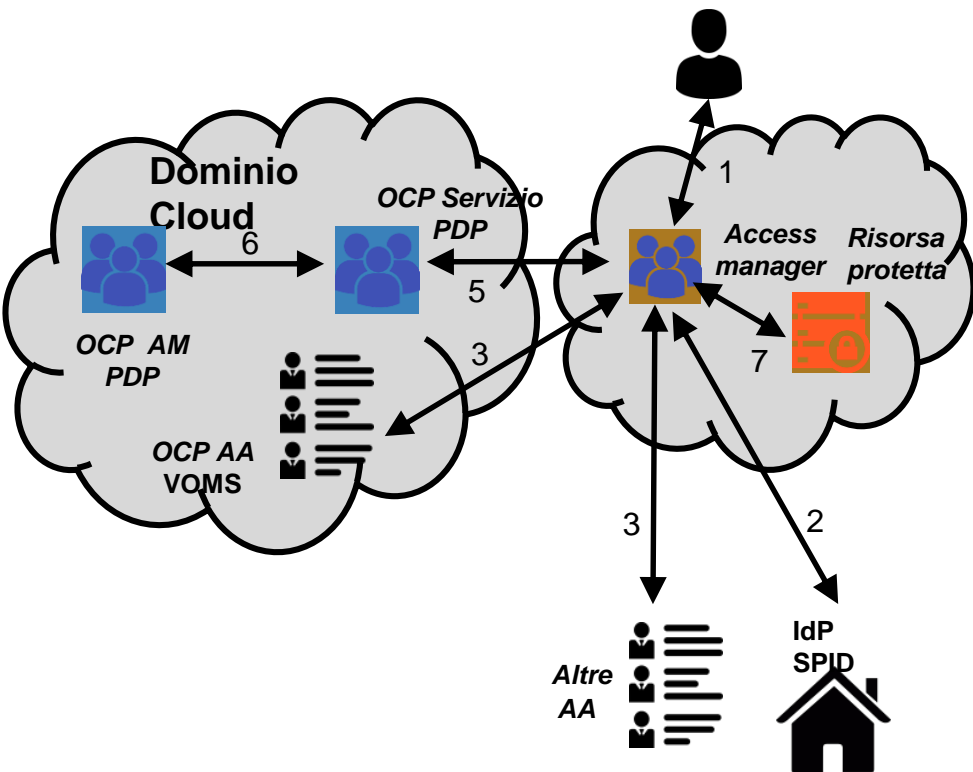 Dominio
Cloud
OCP Servizio
PDP
1
6
5
Access
manager
Risorsa
protetta
OCP AM
PDP
3
7
OCP AA
VOMS
3
2
IdP
SPID
Altre
AA